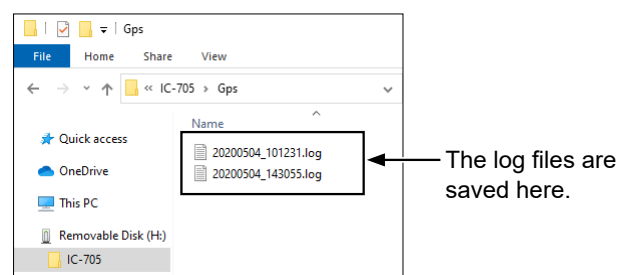 Gps
File Home Share View
« IC-705 › Gps
Name
Quick access
20200504_101231.log
OneDrive
20200504_143055.log
This PC
Removable Disk (H:)
IC-705
The log files are
saved here.